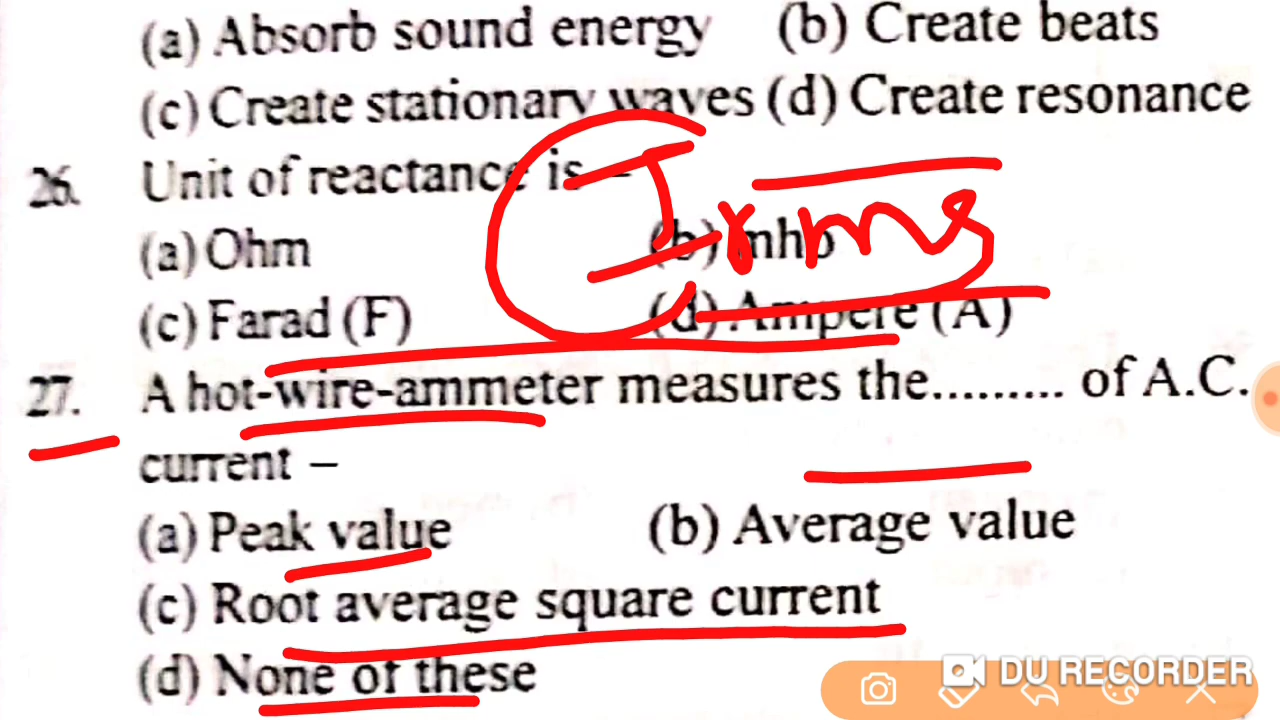 (a) Absorb sound energy (b) Create beats
(c) Create stationary waves (d) Create resonance
26. Unit of reactance is –
(a) Ohm (b) mho
Irms
(c) Farad (F) (d) Ampere (A)
27. A hot-wire-ammeter measures the......... of A.C.
current –
(a) Peak value (b) Average value
(c) Root average square current
(d) None of these
DU RECORDER